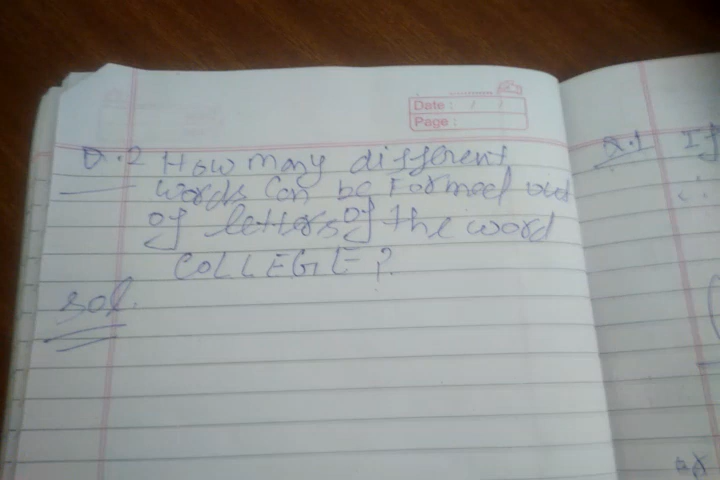 Date : / /
Page :
Q.2 How many different
words can be formed out
of letters of the word
COLLEGE?
Sol.
Q.1 If